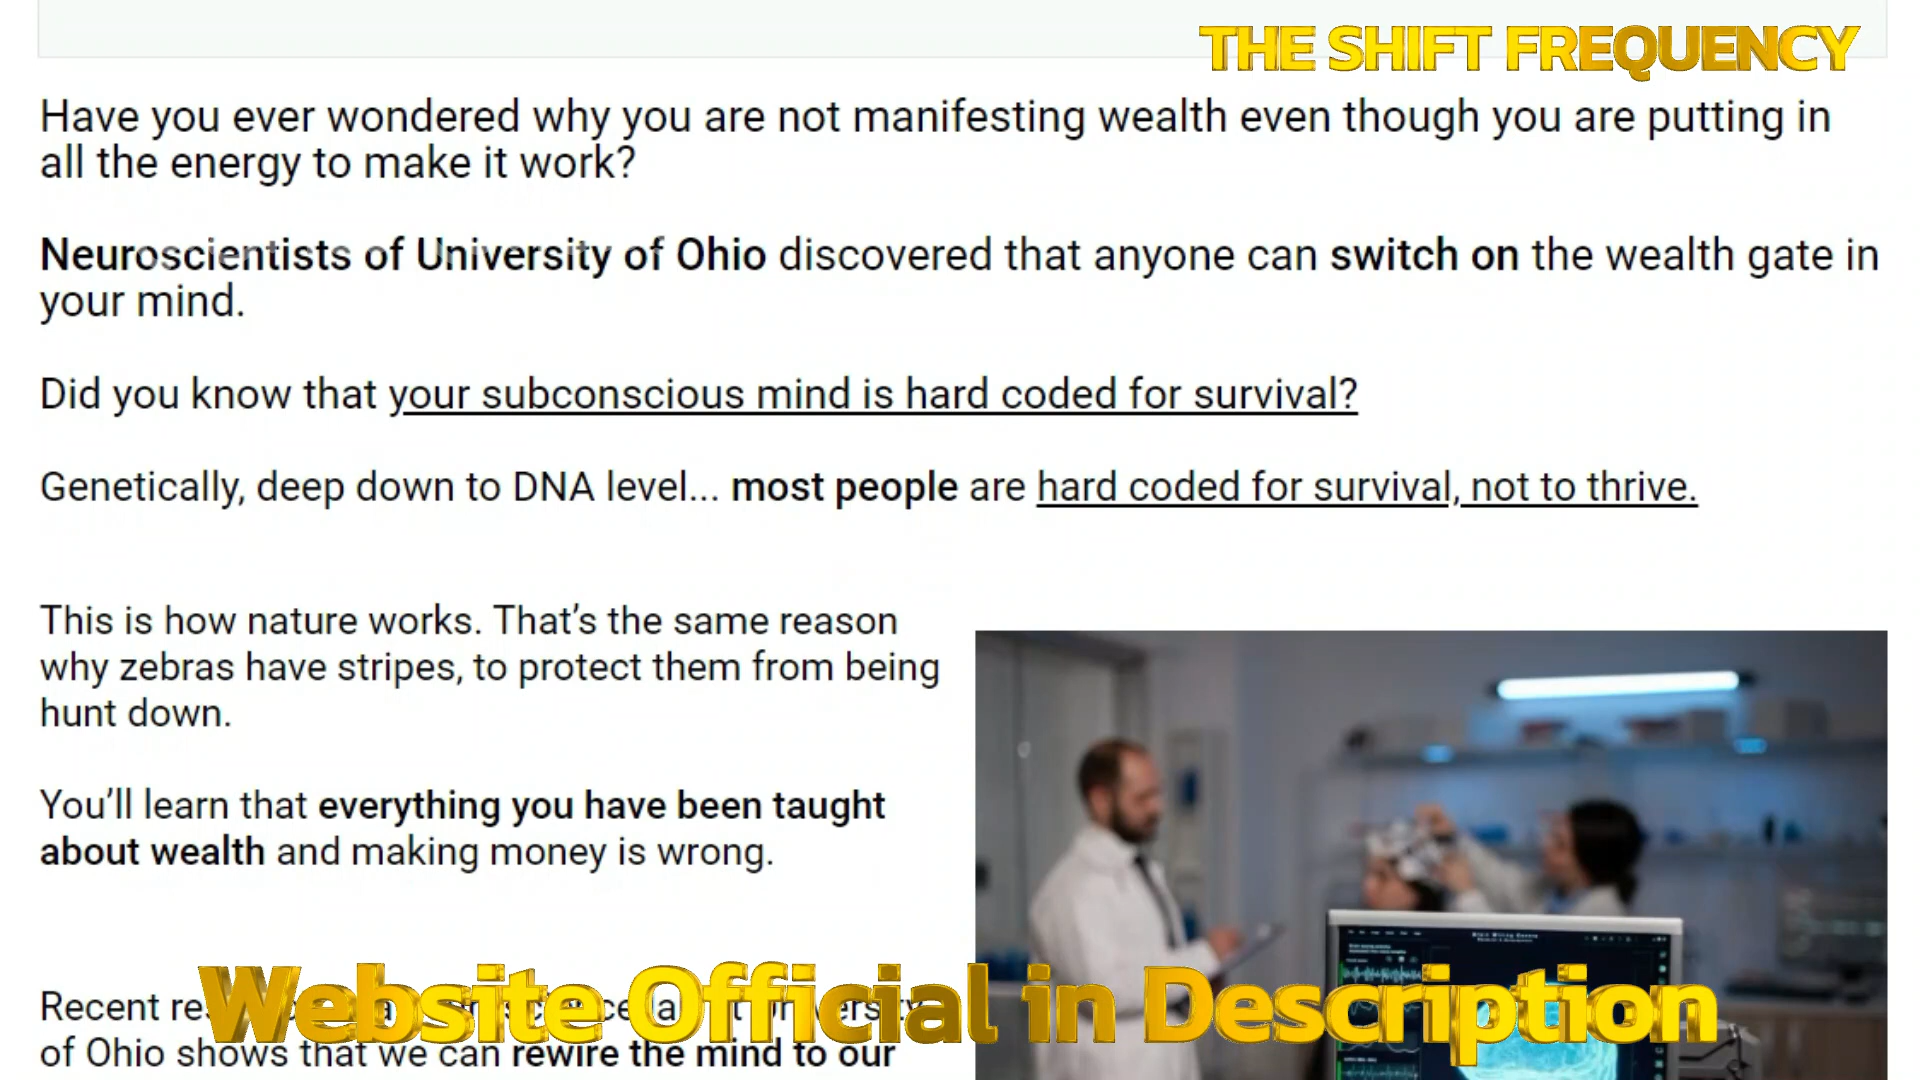 THE SHIFT FREQUENCY
Have you ever wondered why you are not manifesting wealth even though you are putting in
all the energy to make it work?
Neuroscientists of University of Ohio discovered that anyone can switch on the wealth gate in
your mind.
Did you know that your subconscious mind is hard coded for survival?
Genetically, deep down to DNA level... most people are hard coded for survival, not to thrive.
This is how nature works. That’s the same reason
why zebras have stripes, to protect them from being
hunt down.
You’ll learn that everything you have been taught
about wealth and making money is wrong.
Website Official in Description
Recent
of Ohio shows that we can rewire the mind to our